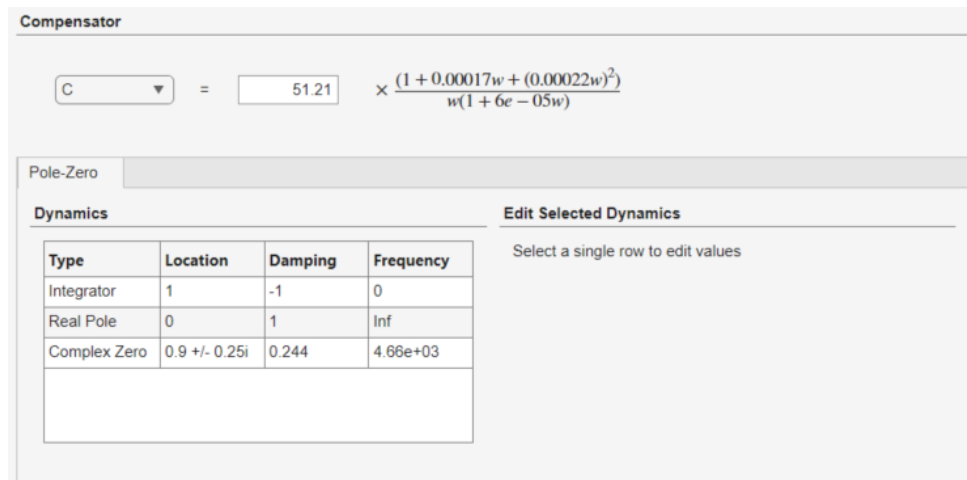 Compensator
C = 51.21 × (1 + 0.00017w + (0.00022w)²) / w(1 + 6e − 05w)
Pole-Zero
Dynamics
Edit Selected Dynamics
Type Location Damping Frequency
Select a single row to edit values
Integrator 1 -1 0
Real Pole 0 1 Inf
Complex Zero 0.9 +/- 0.25i 0.244 4.66e+03